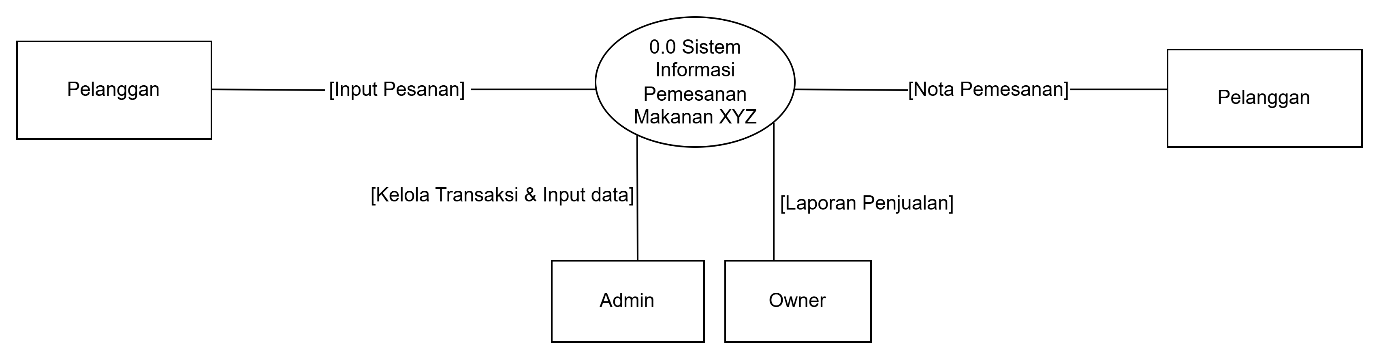 Pelanggan
[Input Pesanan]
0.0 Sistem
Informasi
Pemesanan
Makanan XYZ
[Nota Pemesanan]
Pelanggan
[Kelola Transaksi & Input data]
[Laporan Penjualan]
Admin
Owner